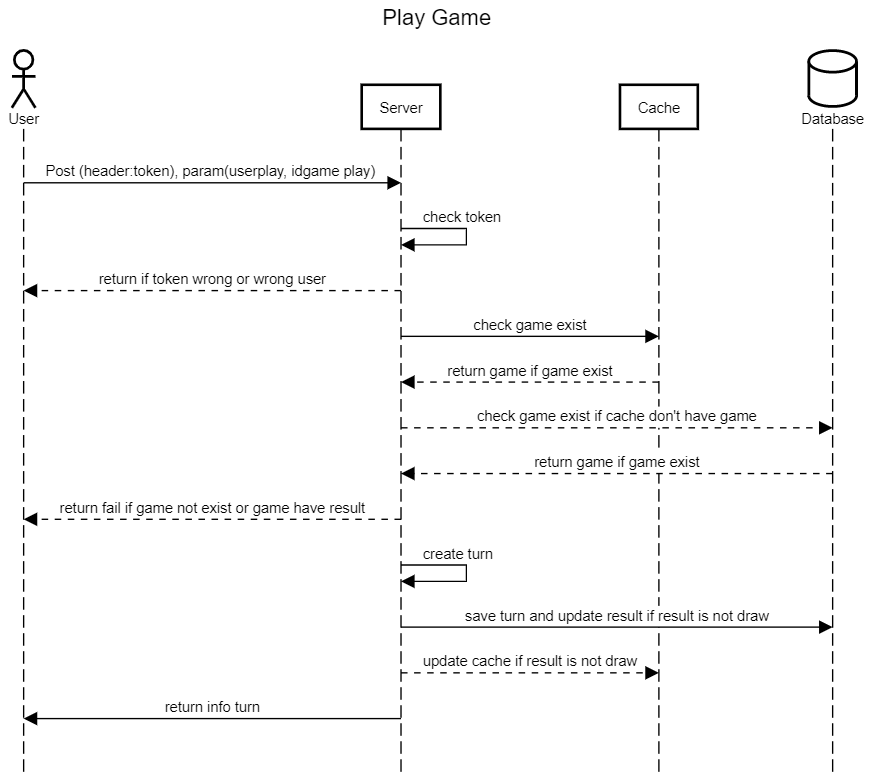 Play Game
User
Server
Cache
Database
Post (header:token), param(userplay, idgame play)
check token
return if token wrong or wrong user
check game exist
return game if game exist
check game exist if cache don't have game
return game if game exist
return fail if game not exist or game have result
create turn
save turn and update result if result is not draw
update cache if result is not draw
return info turn